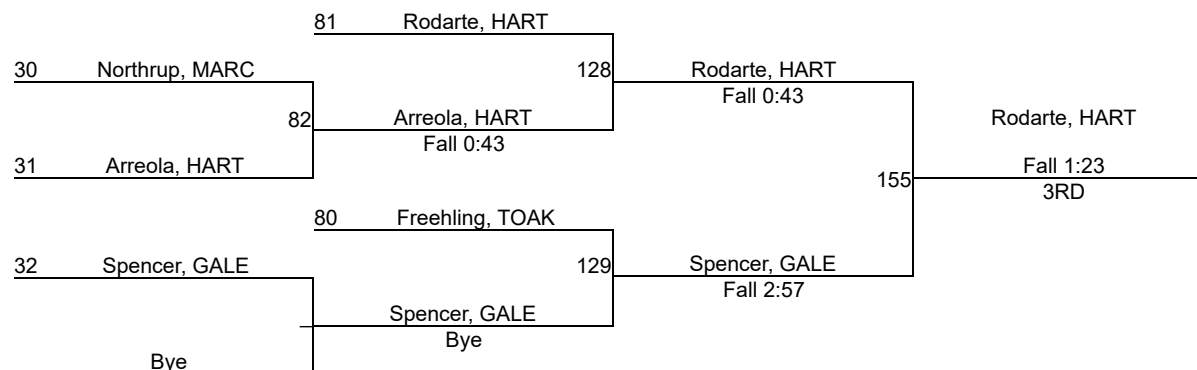 81 Rodarte, HART
30 Northrup, MARC
128 Rodarte, HART
Fall 0:43
82 Arreola, HART
Fall 0:43
Rodarte, HART
31 Arreola, HART
Fall 1:23
155
3RD
80 Freehling, TOAK
32 Spencer, GALE
129 Spencer, GALE
Fall 2:57
Spencer, GALE
Bye
Bye